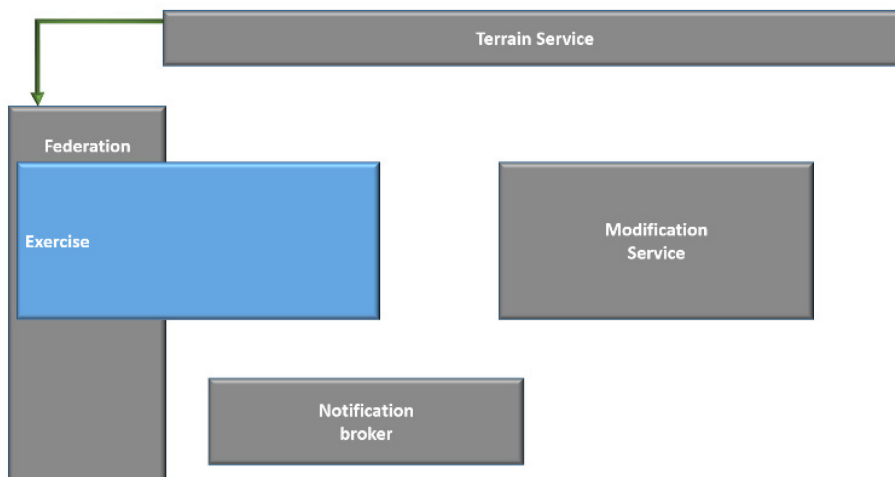 Terrain Service
Federation
Exercise
Modification
Service
Notification
broker